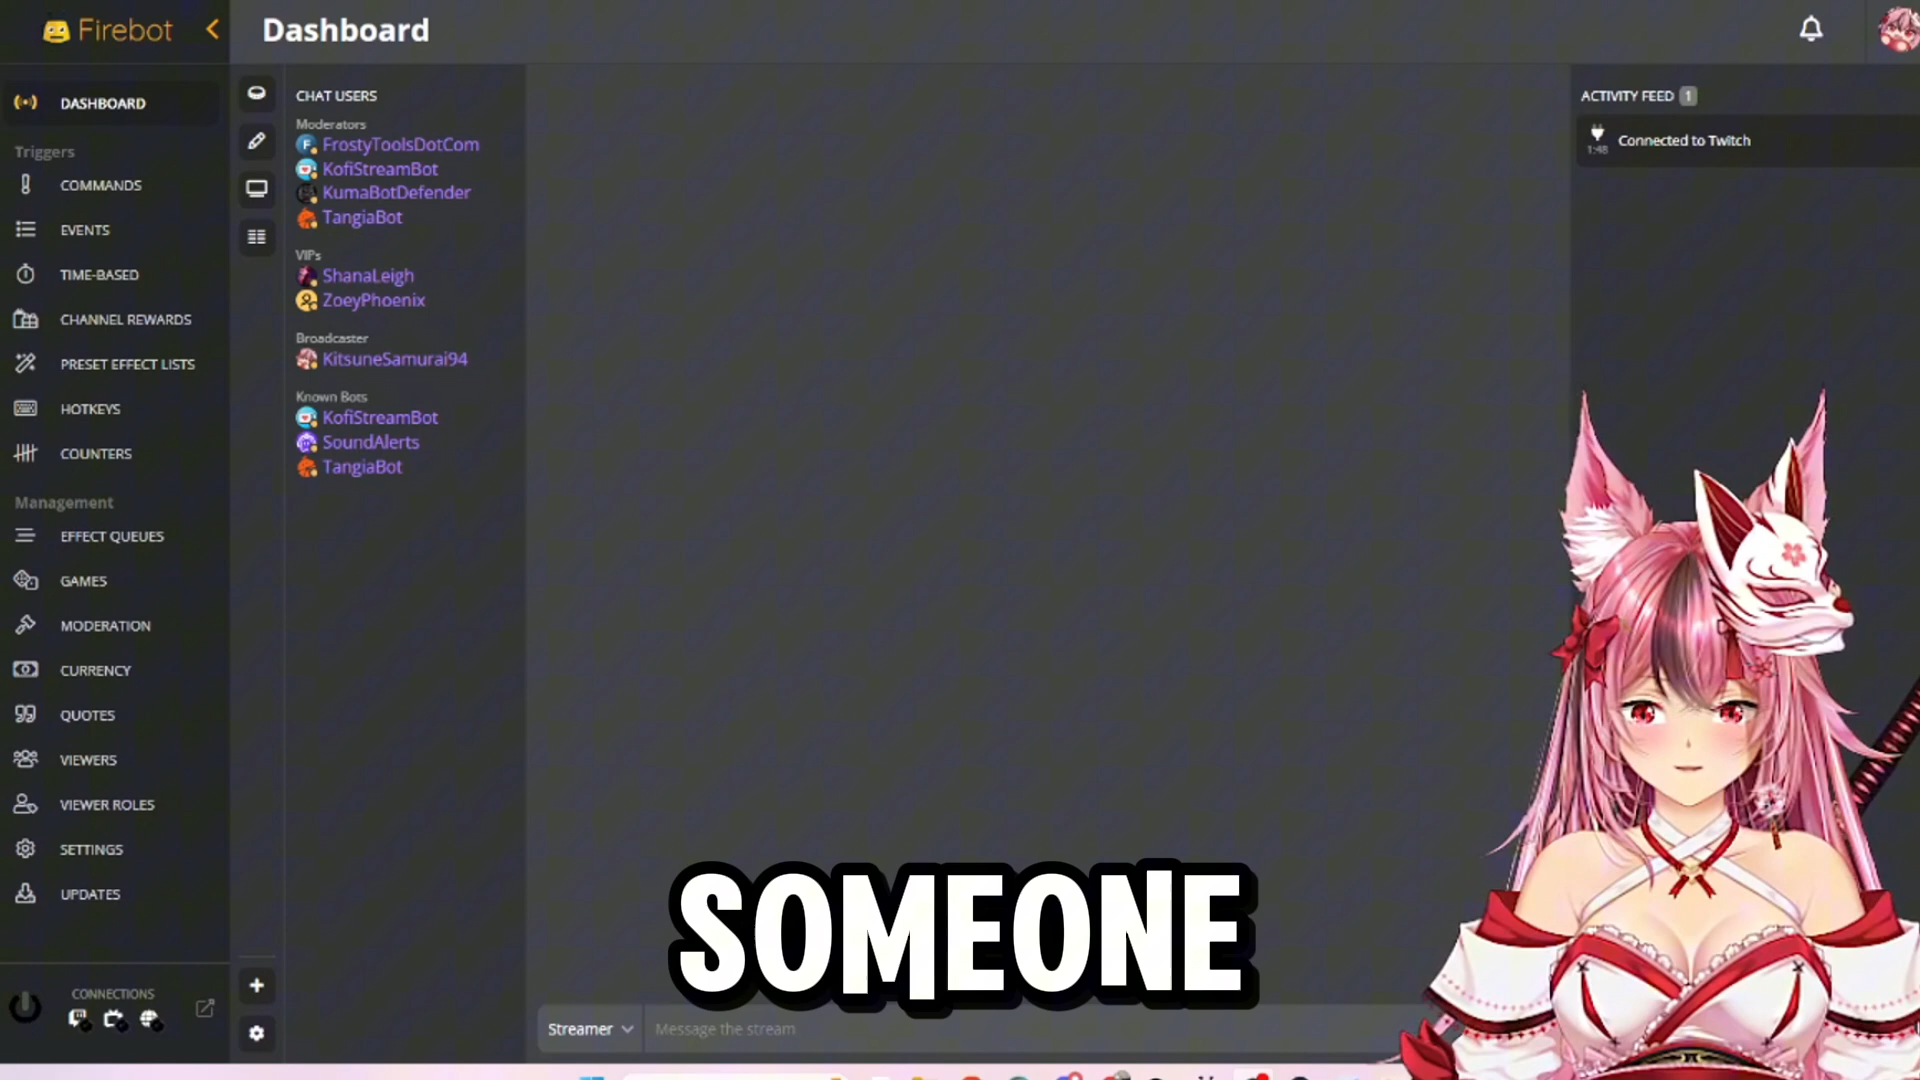 Firebot
Dashboard
DASHBOARD
Triggers
COMMANDS
EVENTS
TIME-BASED
CHANNEL REWARDS
PRESET EFFECT LISTS
HOTKEYS
COUNTERS
Management
EFFECT QUEUES
GAMES
MODERATION
CURRENCY
QUOTES
VIEWERS
VIEWER ROLES
SETTINGS
UPDATES
CONNECTIONS
CHAT USERS
Moderators
FrostyToolsDotCom
KofiStreamBot
KumaBotDefender
TangiaBot
VIPs
ShanaLeigh
ZoeyPhoenix
Broadcaster
KitsuneSamurai94
Known Bots
KofiStreamBot
SoundAlerts
TangiaBot
SOMEONE
Streamer
Message the stream
ACTIVITY FEED 1
Connected to Twitch
1:48